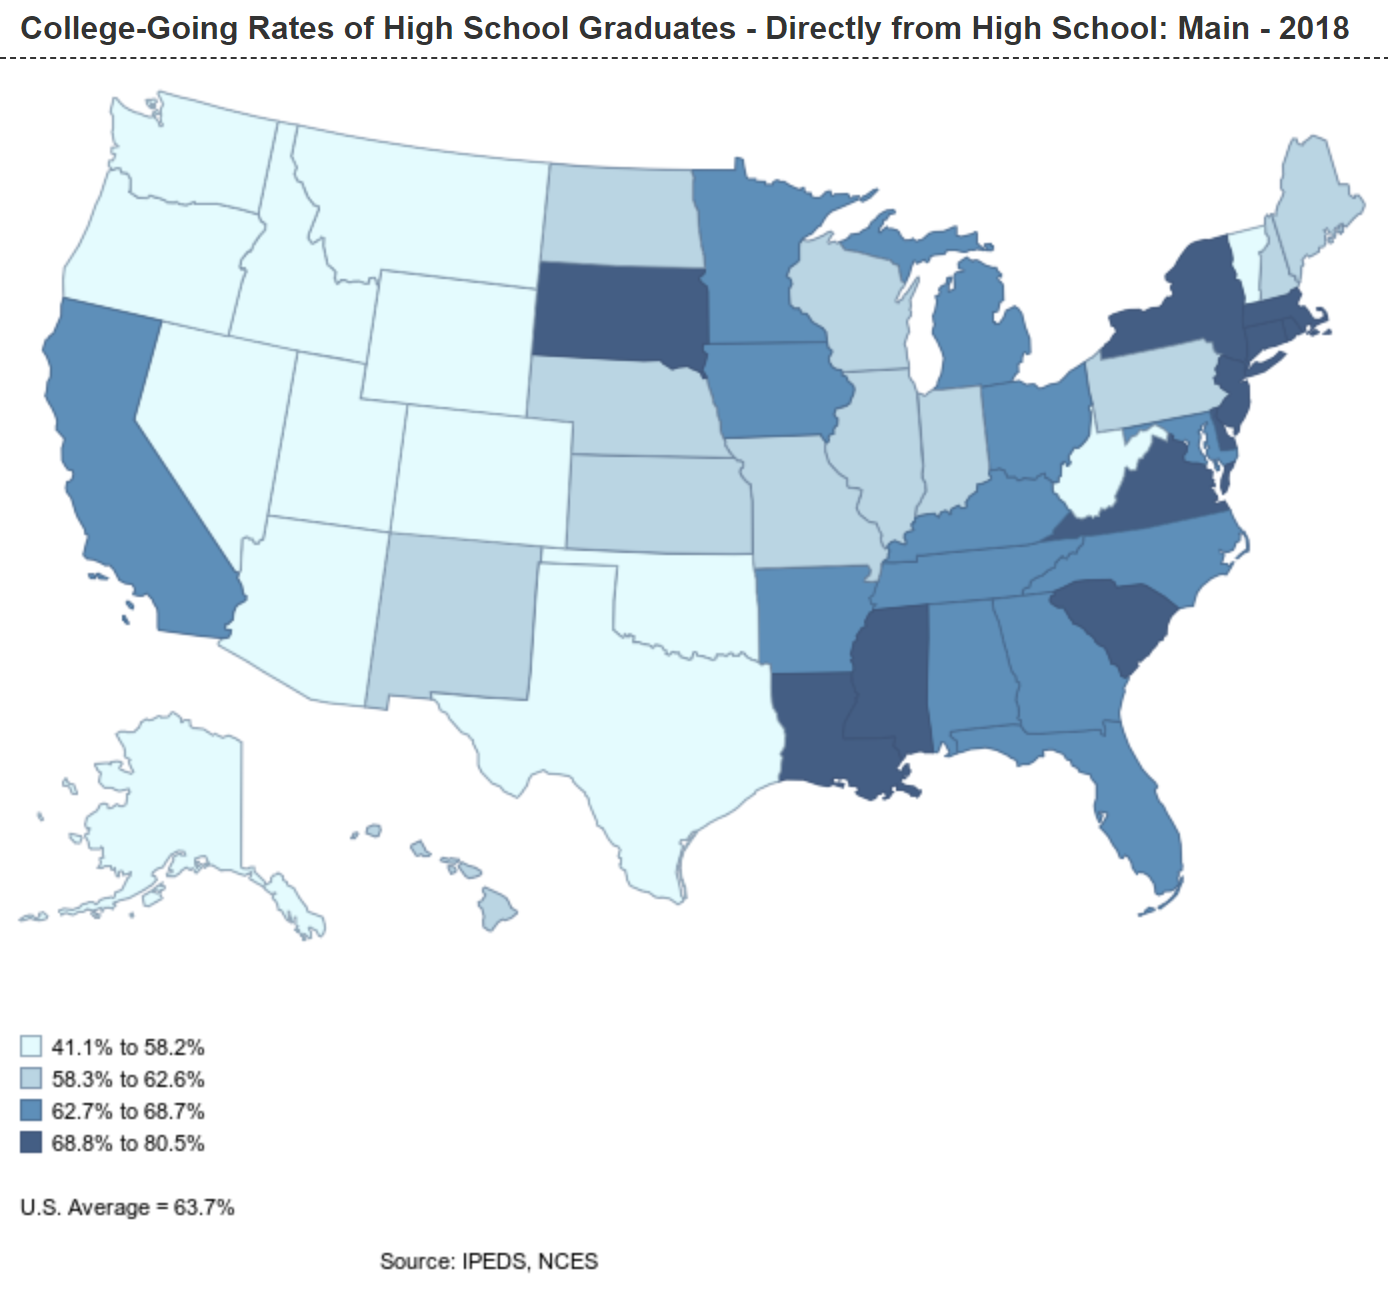 College-Going Rates of High School Graduates - Directly from High School: Main - 2018
41.1% to 58.2%
58.3% to 62.6%
62.7% to 68.7%
68.8% to 80.5%
U.S. Average = 63.7%
Source: IPEDS, NCES